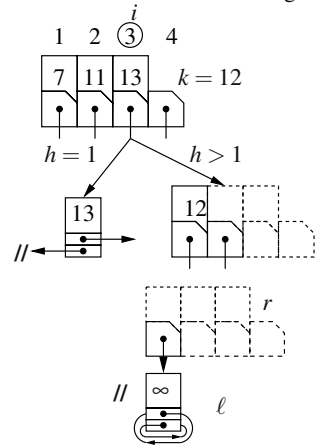 i
1 2 3 4
7 11 13 k = 12
h = 1 h > 1
13 12
//
r
// ∞ ℓ